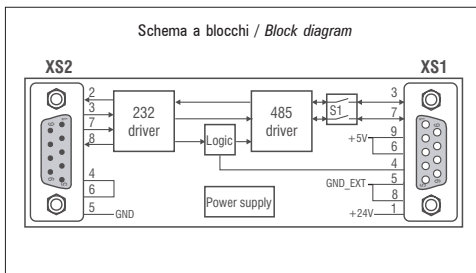 Schema a blocchi / Block diagram
XS2
XS1
2
3
7
8
4
6
5
GND
232
driver
Logic
485
driver
S1
Power supply
3
7
9
+5V
6
4
GND_EXT
5
8
+24V
1